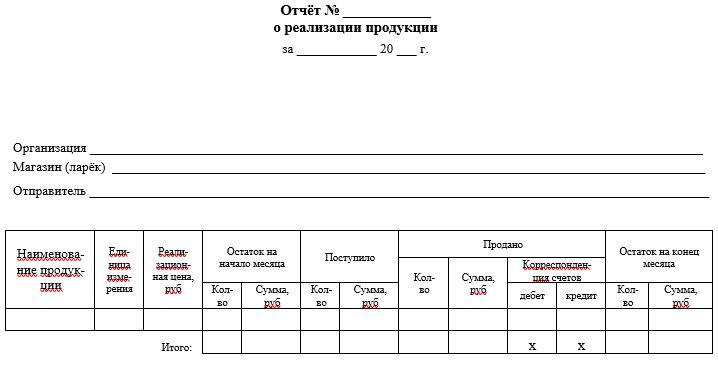 Отчёт № ____________
о реализации продукции
за ____________ 20 ___ г.
Организация ____________
Магазин (ларёк) ____________
Отправитель ____________
Наименова-
ние продук-
ции
Еди-
ница
изме-
рения
Реали-
зацион-
ная цена,
руб
Остаток на
начало месяца
Поступило
Продано
Остаток на конец
месяца
Кол-
во
Сумма,
руб
Корреспонден-
ция счетов
Кол-
во
Сумма,
руб
Кол-
во
Сумма,
руб
дебет
кредит
Кол-
во
Сумма,
руб
Итого:
х
х